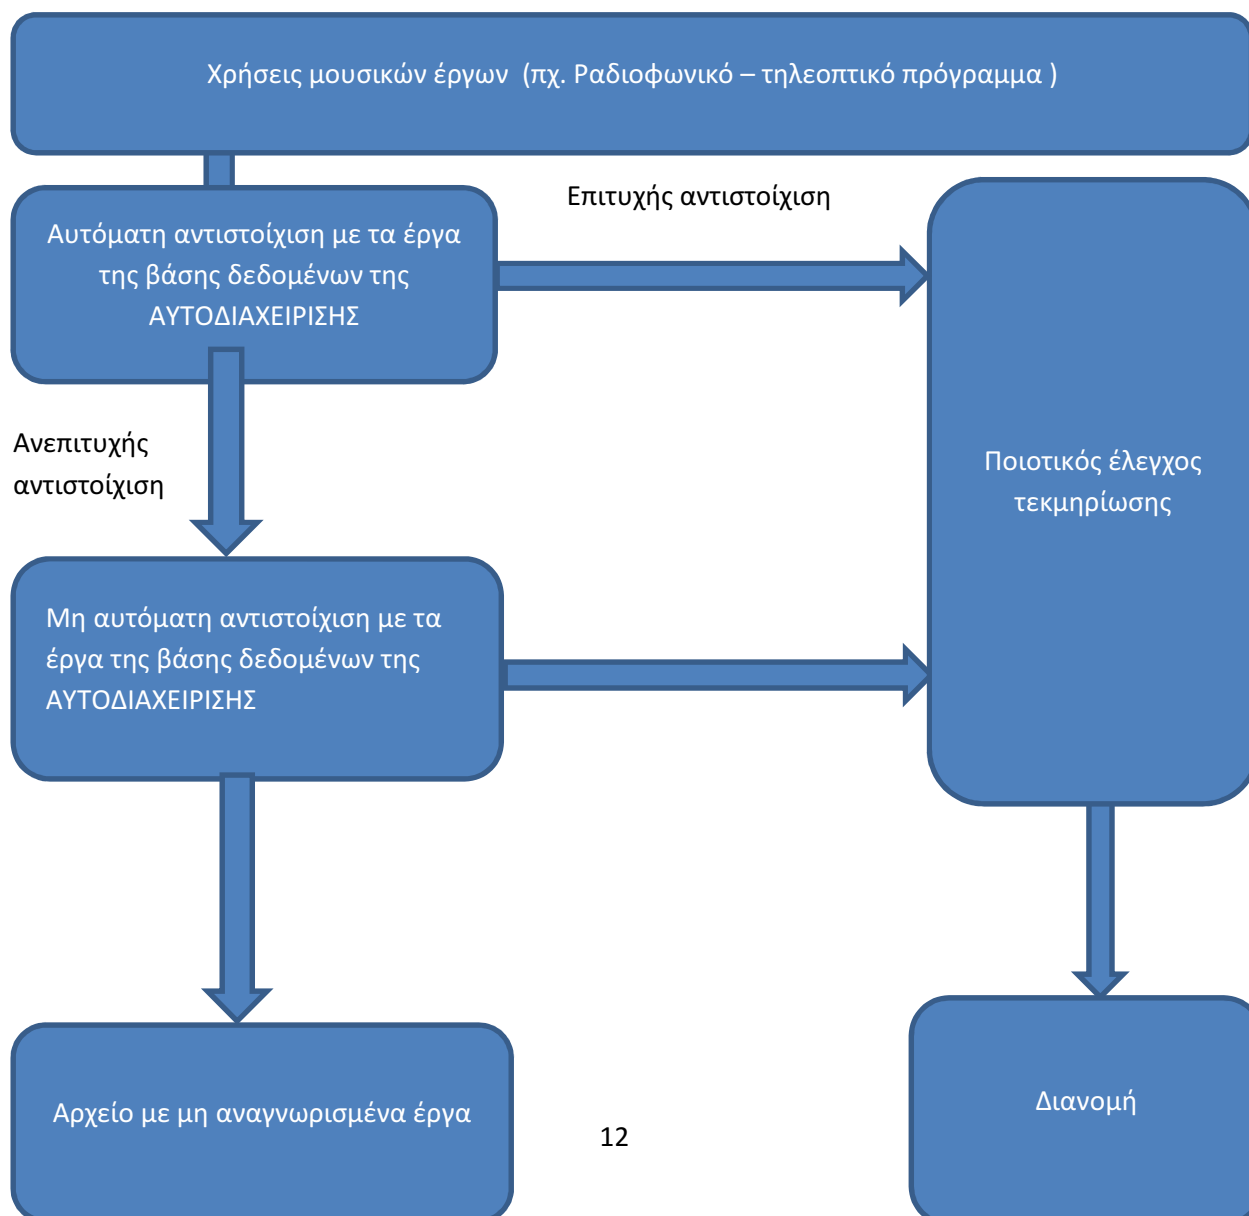 Χρήσεις μουσικών έργων (πχ. Ραδιοφωνικό – τηλεοπτικό πρόγραμμα )
Αυτόματη αντιστοίχιση με τα έργα
της βάσης δεδομένων της
ΑΥΤΟΔΙΑΧΕΙΡΙΣΗΣ
Επιτυχής αντιστοίχιση
Ανεπιτυχής
αντιστοίχιση
Ποιοτικός έλεγχος
τεκμηρίωσης
Μη αυτόματη αντιστοίχιση με τα
έργα της βάσης δεδομένων της
ΑΥΤΟΔΙΑΧΕΙΡΙΣΗΣ
Αρχείο με μη αναγνωρισμένα έργα
Διανομή
12